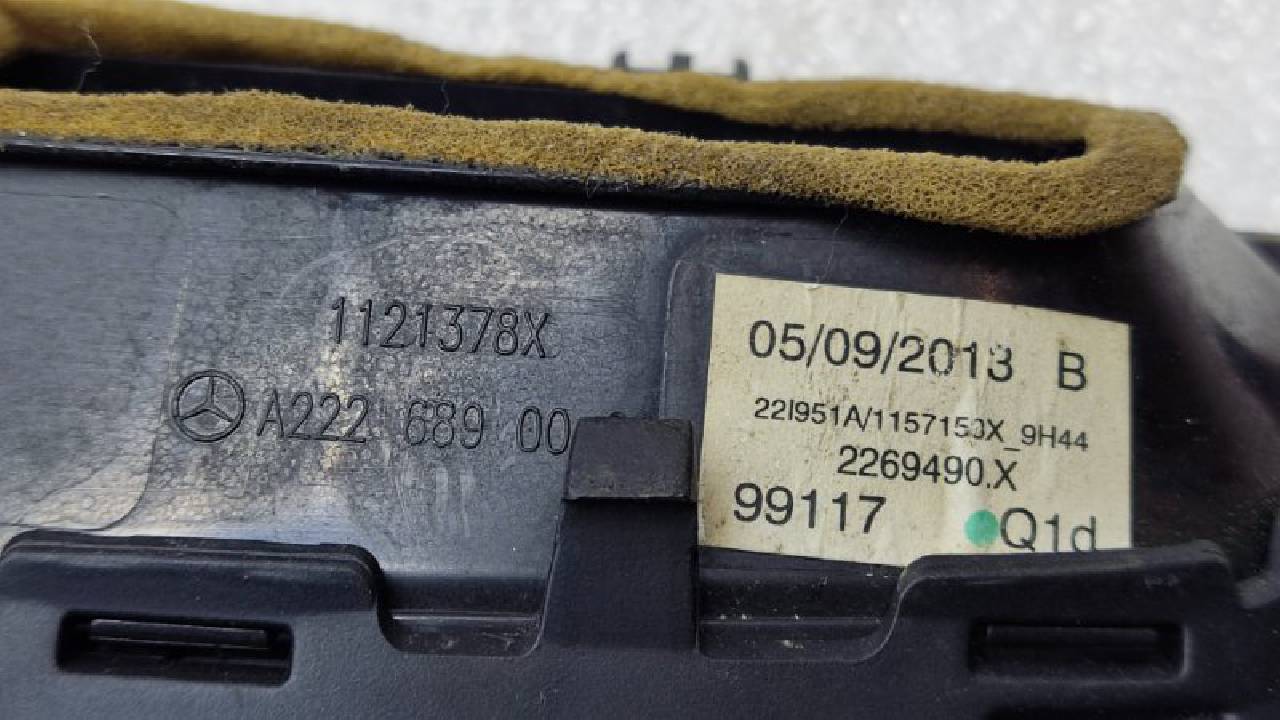 1121378X
A222 689 00
05/09/2013 B
22I951A/1157153X_9H44
2269490.X
99117 Q1d